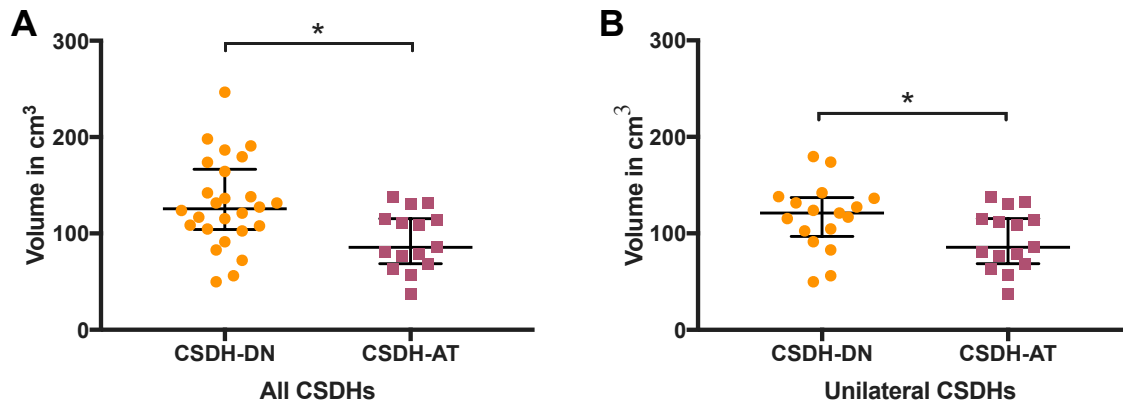 A
Volume in cm³
300
200
100
0
*
CSDH-DN
CSDH-AT
All CSDHs
B
Volume in cm³
300
200
100
0
*
CSDH-DN
CSDH-AT
Unilateral CSDHs